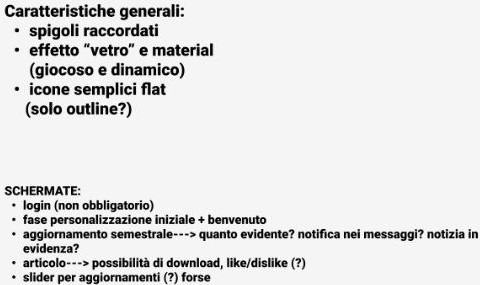 Caratteristiche generali:
• spigoli raccordati
• effetto “vetro” e material
(giocoso e dinamico)
• icone semplici flat
(solo outline?)
SCHERMATE:
• login (non obbligatorio)
• fase personalizzazione iniziale + benvenuto
• aggiornamento semestrale---> quanto evidente? notifica nei messaggi? notizia in
evidenza?
• articolo---> possibilità di download, like/dislike (?)
• slider per aggiornamenti (?) forse